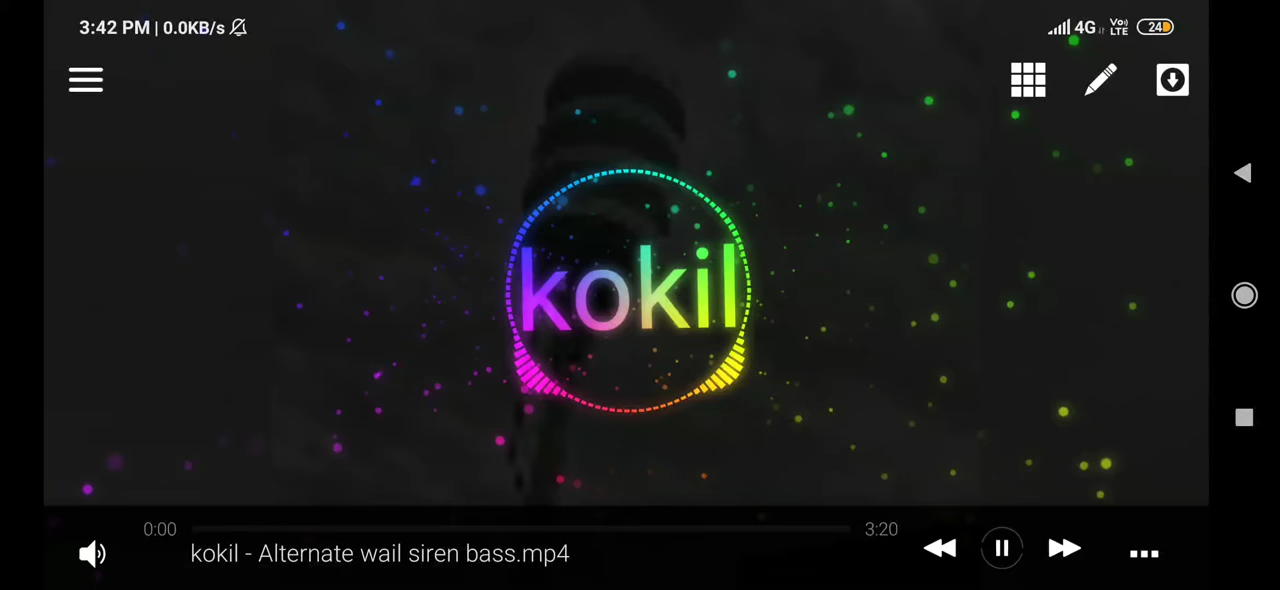 3:42 PM | 0.0KB/s
4G Vo)) LTE 24
kokil
0:00
3:20
kokil - Alternate wail siren bass.mp4